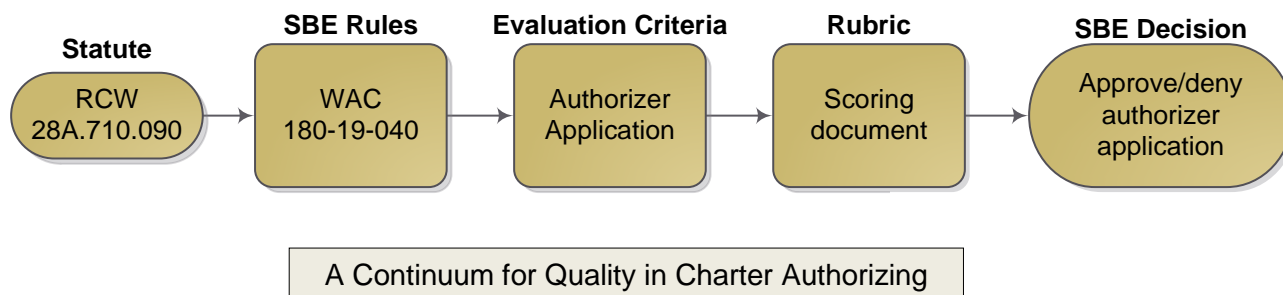 Statute
RCW
28A.710.090
SBE Rules
WAC
180-19-040
Evaluation Criteria
Authorizer
Application
Rubric
Scoring
document
SBE Decision
Approve/deny
authorizer
application
A Continuum for Quality in Charter Authorizing